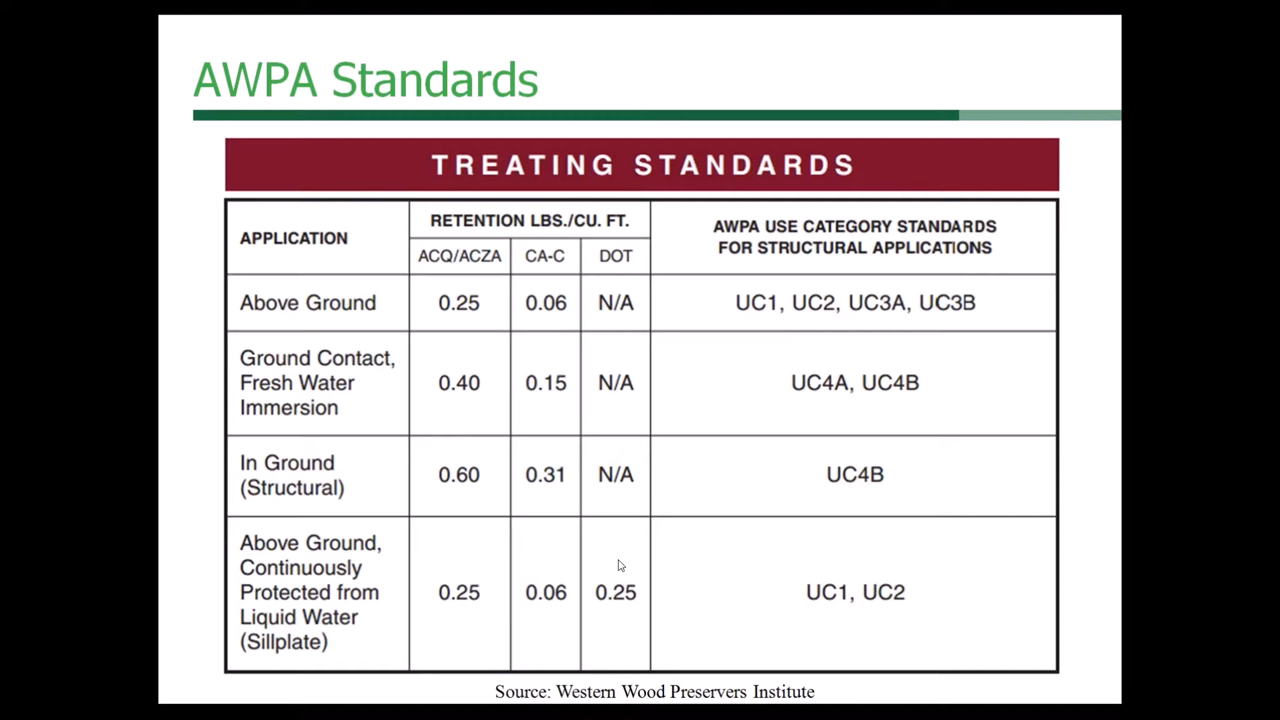 AWPA Standards
TREATING STANDARDS
APPLICATION
RETENTION LBS./CU. FT.
ACQ/ACZA CA-C DOT
AWPA USE CATEGORY STANDARDS
FOR STRUCTURAL APPLICATIONS
Above Ground 0.25 0.06 N/A UC1, UC2, UC3A, UC3B
Ground Contact,
Fresh Water 0.40 0.15 N/A UC4A, UC4B
Immersion
In Ground
(Structural) 0.60 0.31 N/A UC4B
Above Ground,
Continuously
Protected from 0.25 0.06 0.25 UC1, UC2
Liquid Water
(Sillplate)
Source: Western Wood Preservers Institute